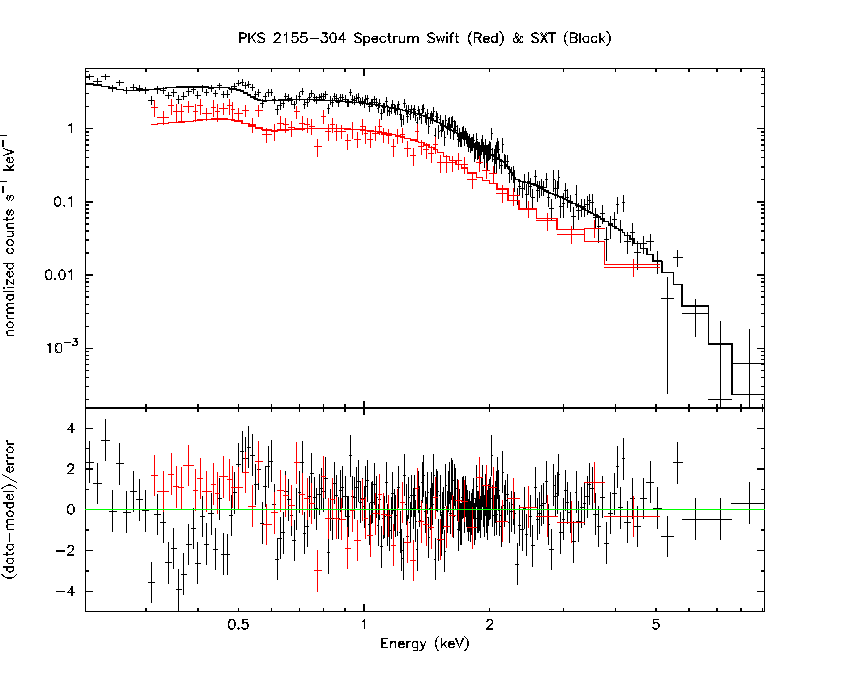 PKS 2155−304 Spectrum Swift (Red) & SXT (Black)
normalized counts s⁻¹ keV⁻¹
1
0.1
0.01
10⁻³
(data−model)/error
4
2
0
−2
−4
0.5 1 2 5
Energy (keV)